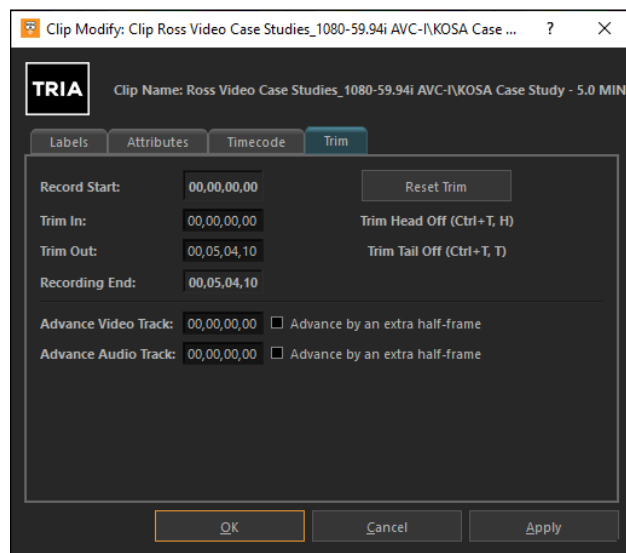 Clip Modify: Clip Ross Video Case Studies_1080-59.94i AVC-I\KOSA Case ... ? ×
TRIA
Clip Name: Ross Video Case Studies_1080-59.94i AVC-I\KOSA Case Study - 5.0 MIN
Labels Attributes Timecode Trim
Record Start: 00,00,00,00 Reset Trim
Trim In: 00,00,00,00 Trim Head Off (Ctrl+T, H)
Trim Out: 00,05,04,10 Trim Tail Off (Ctrl+T, T)
Recording End: 00,05,04,10
Advance Video Track: 00,00,00,00 Advance by an extra half-frame
Advance Audio Track: 00,00,00,00 Advance by an extra half-frame
OK Cancel Apply